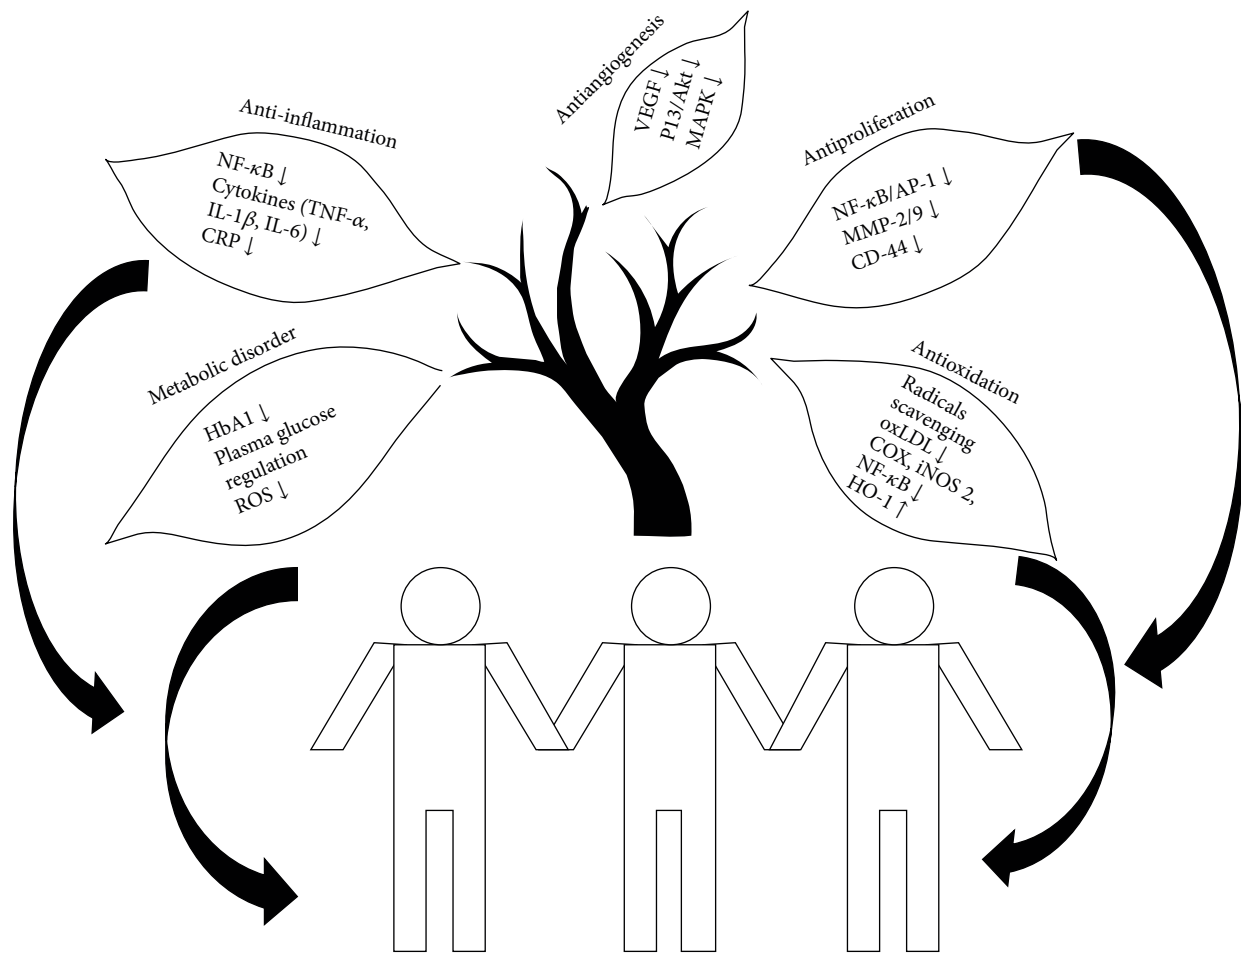 Antiangiogenesis
VEGF ↓
P13/Akt ↓
MAPK ↓
Anti-inflammation
NF-κB ↓
Cytokines (TNF-α,
IL-1β, IL-6) ↓
CRP ↓
Antiproliferation
NF-κB/AP-1 ↓
MMP-2/9 ↓
CD-44 ↓
Metabolic disorder
HbA1 ↓
Plasma glucose
regulation
ROS ↓
Antioxidation
Radicals
scavenging
oxLDL ↓
COX, iNOS 2,
NF-κB ↓
HO-1 ↑